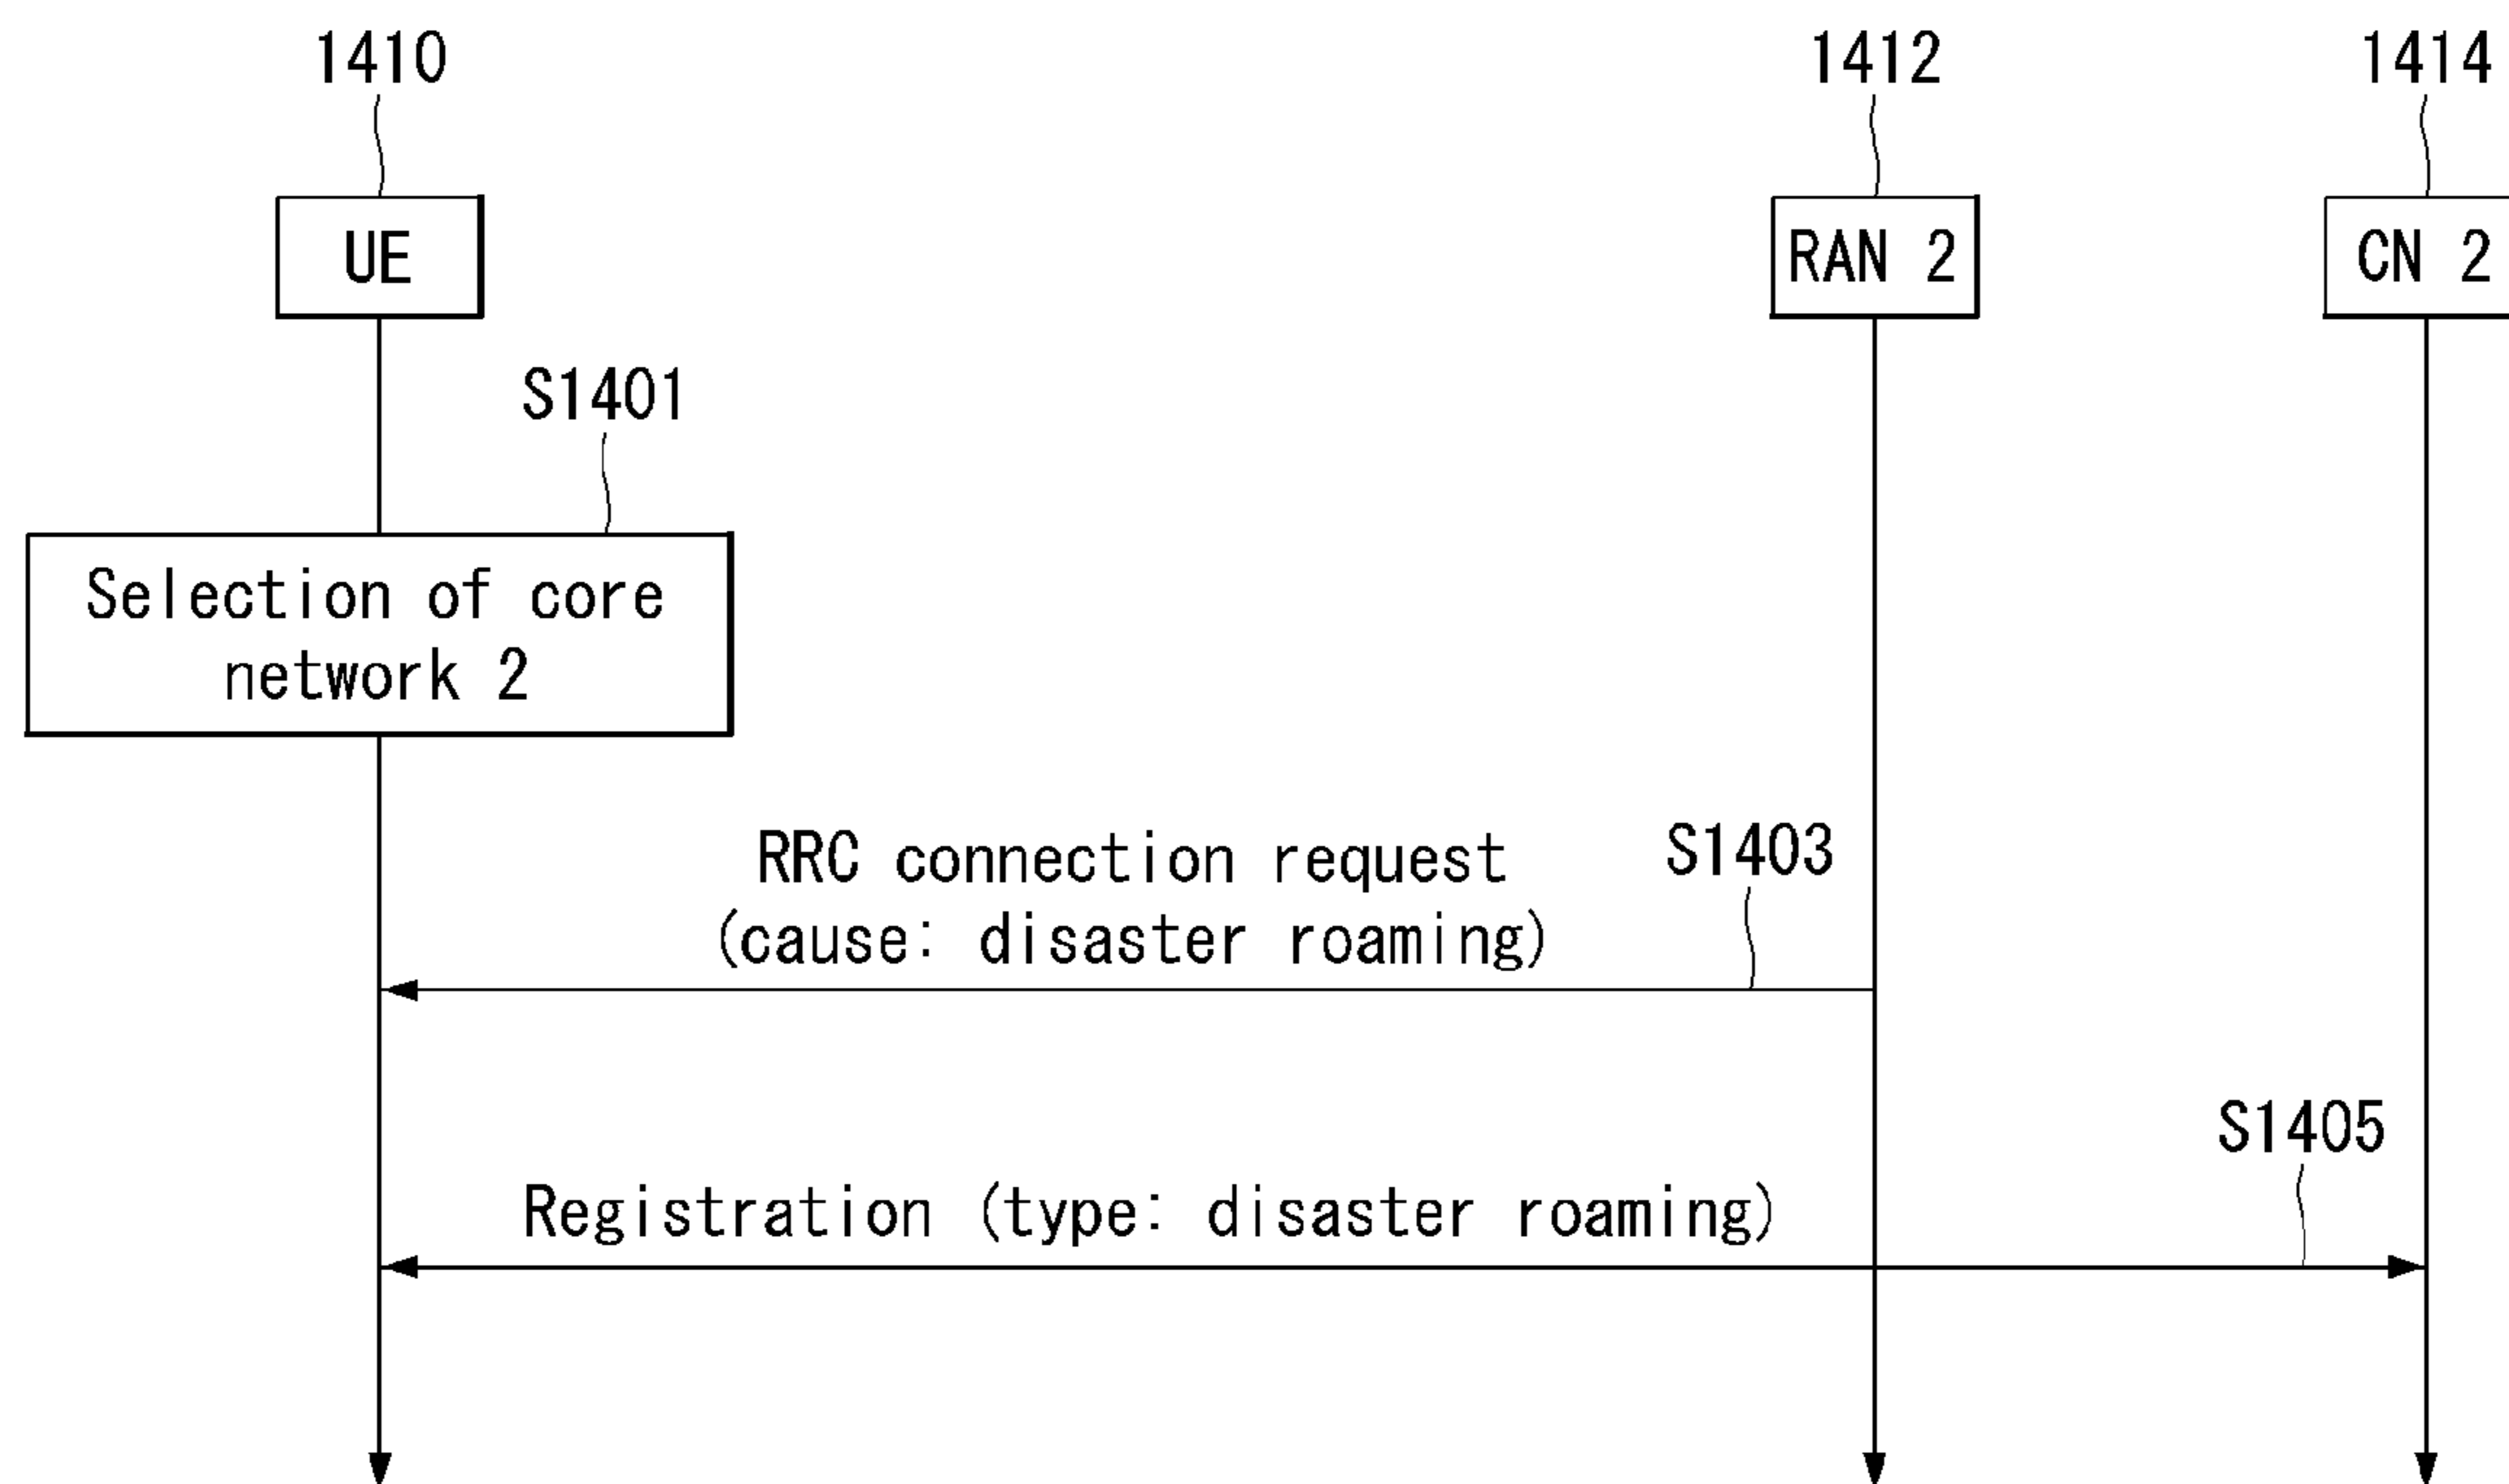 1410
1412
1414
UE
RAN 2
CN 2
S1401
Selection of core
network 2
RRC connection request
(cause: disaster roaming)
S1403
S1405
Registration (type: disaster roaming)